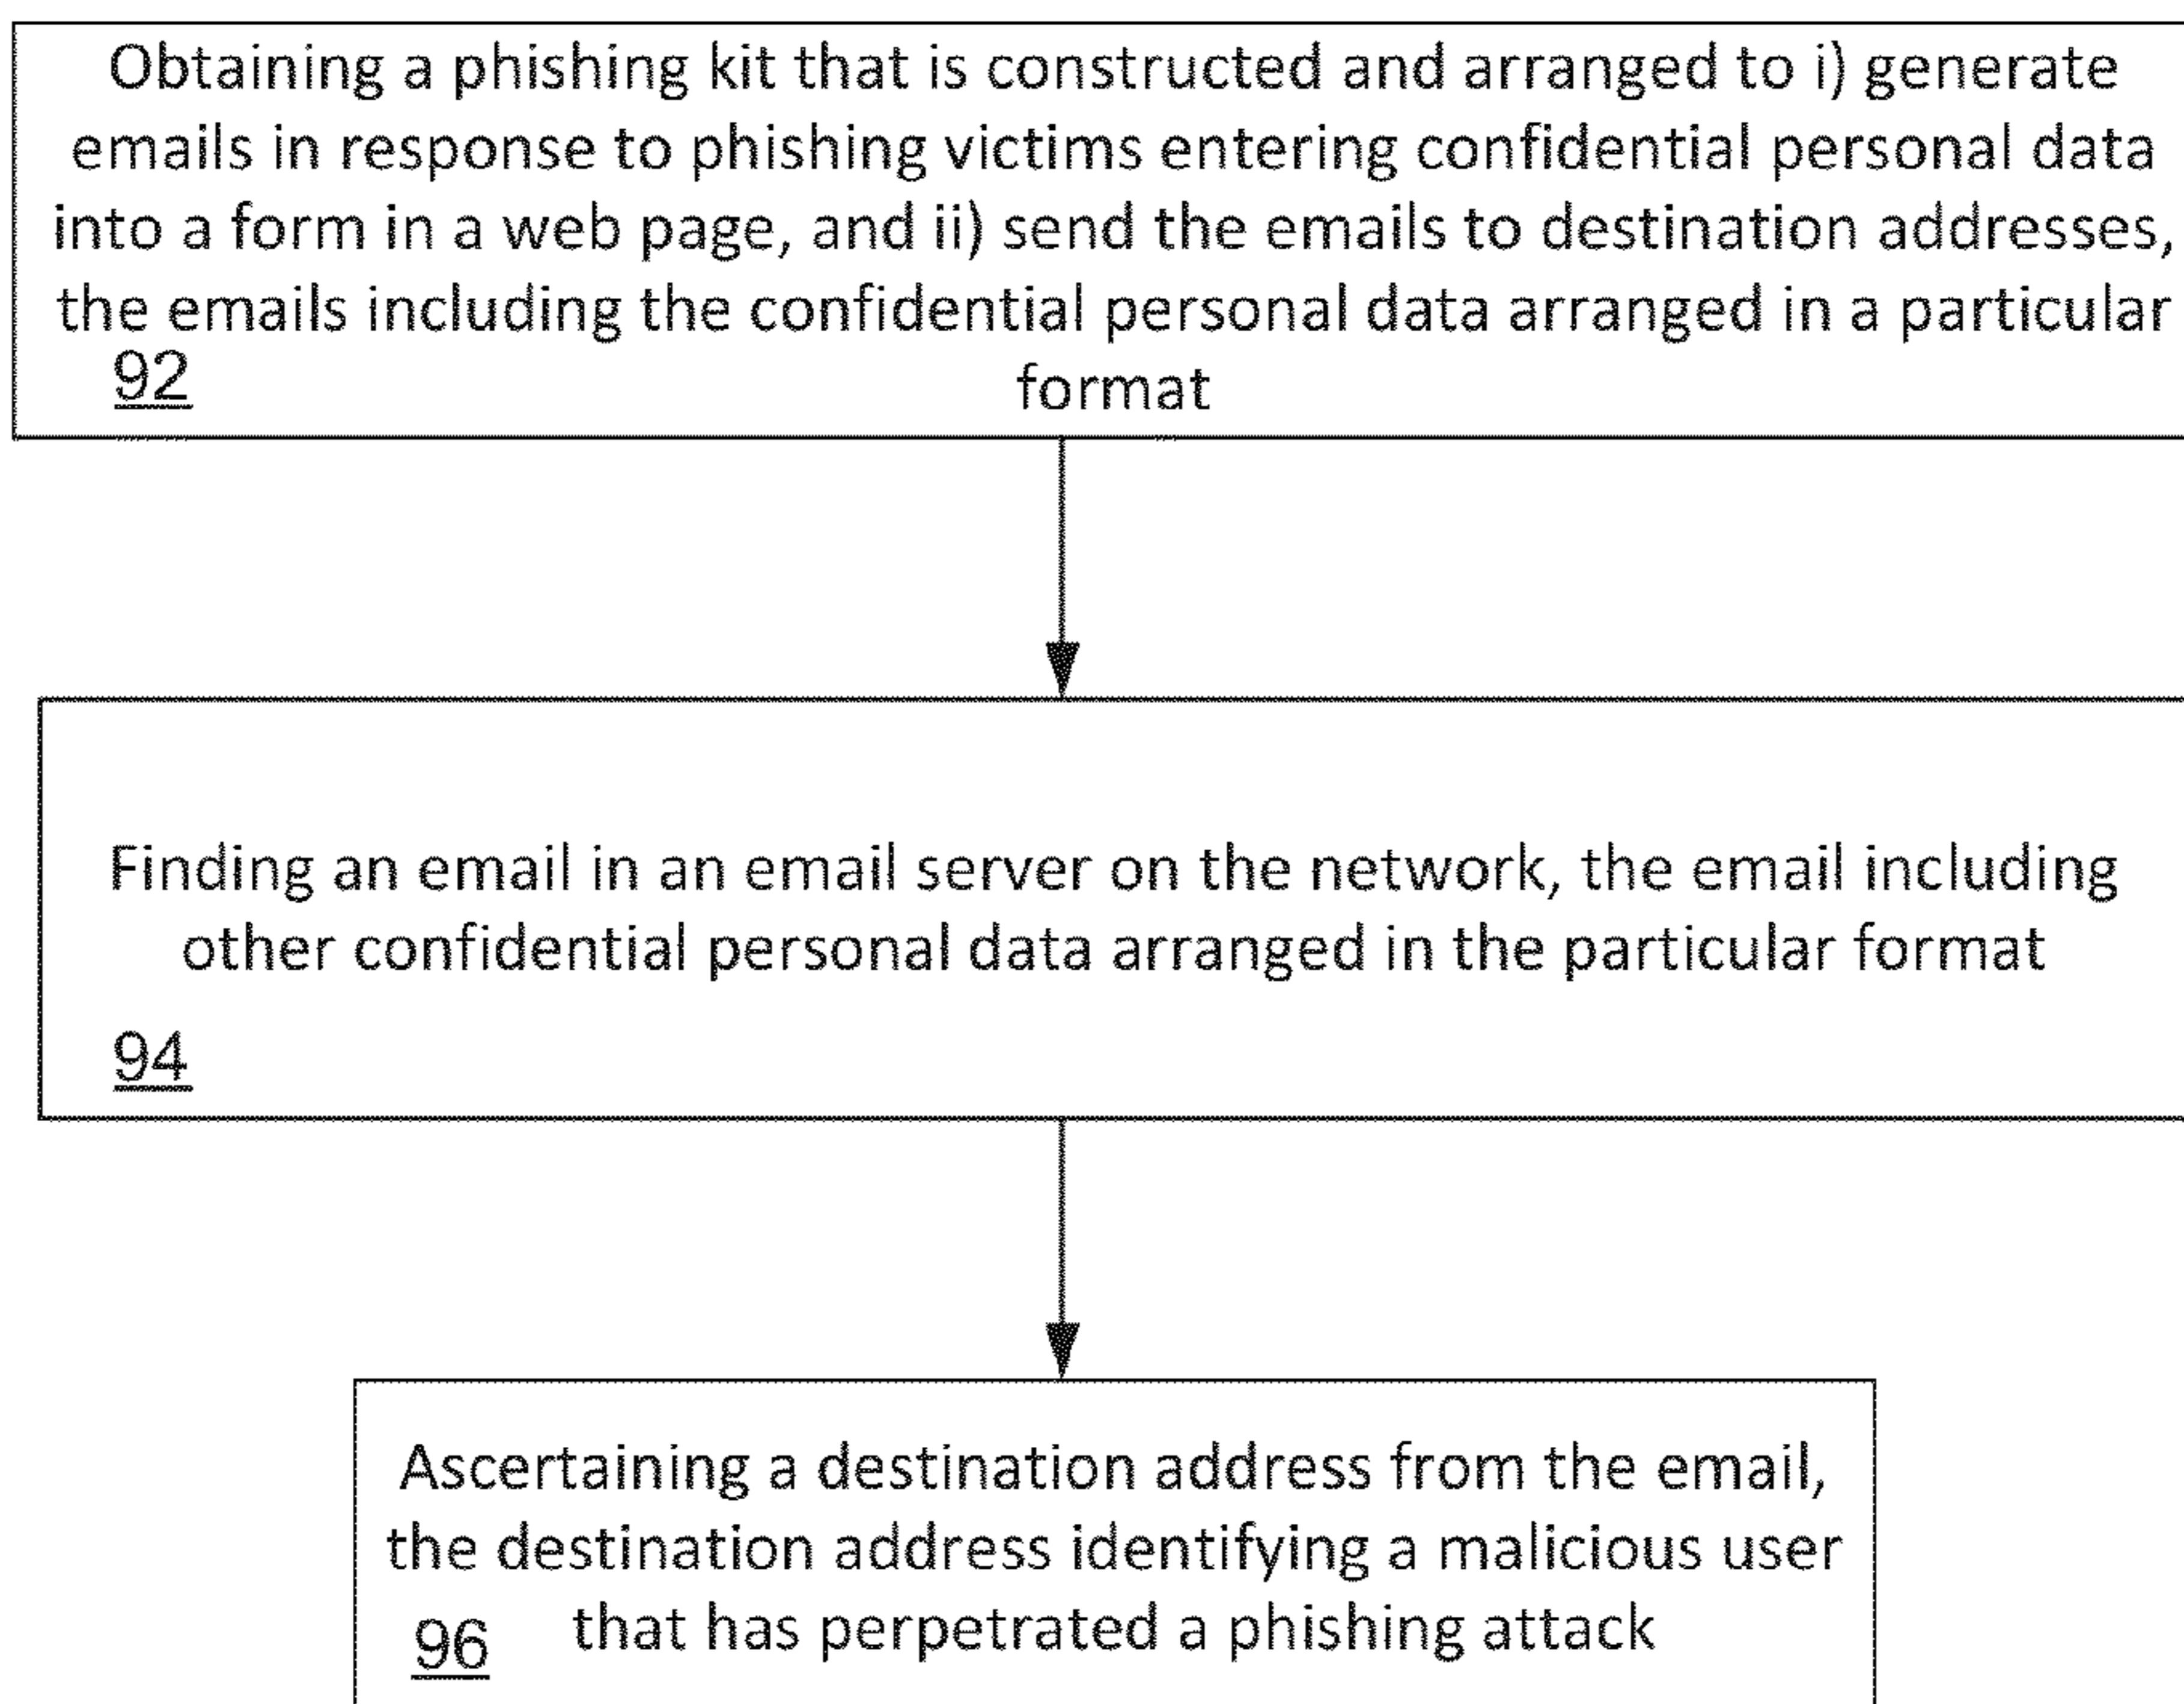 Obtaining a phishing kit that is constructed and arranged to i) generate
emails in response to phishing victims entering confidential personal data
into a form in a web page, and ii) send the emails to destination addresses,
the emails including the confidential personal data arranged in a particular
92 format
Finding an email in an email server on the network, the email including
other confidential personal data arranged in the particular format
94
Ascertaining a destination address from the email,
the destination address identifying a malicious user
96 that has perpetrated a phishing attack